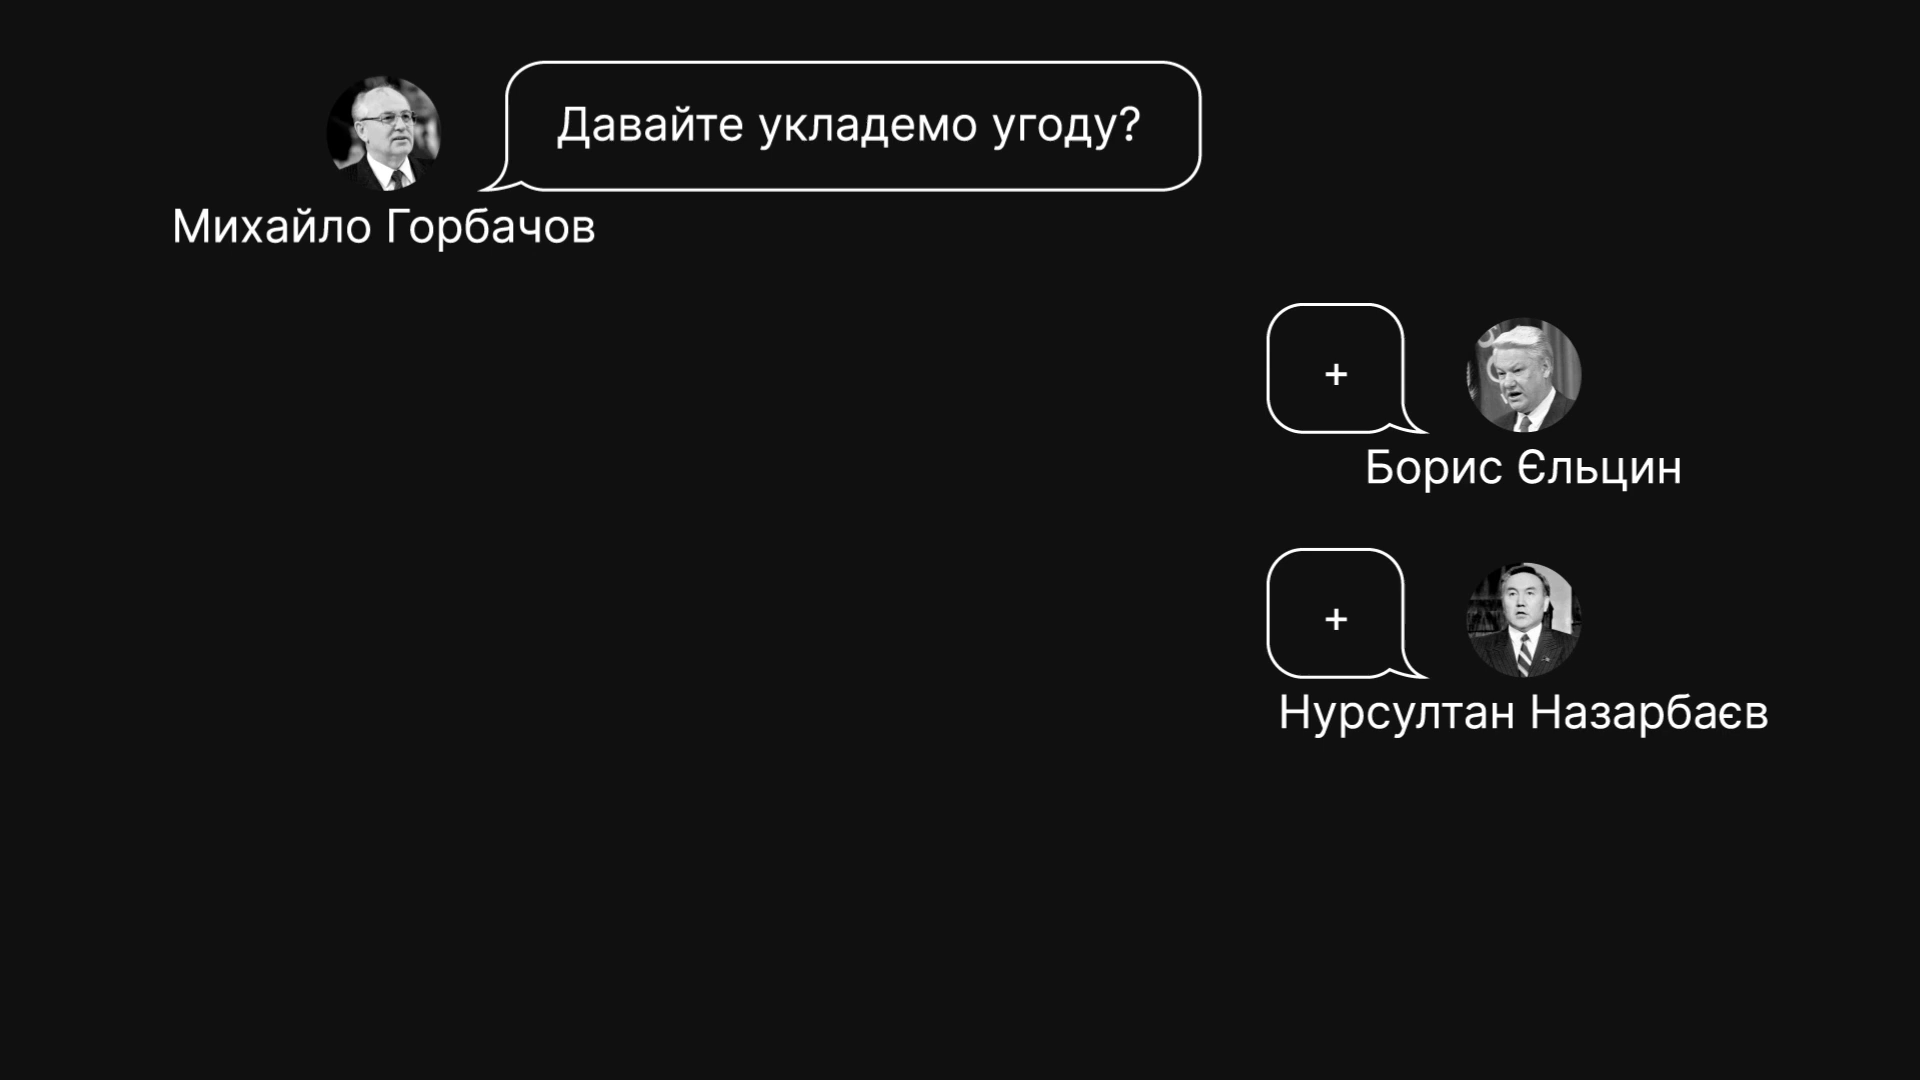 Давайте укладемо угоду?
Михайло Горбачов
+
Борис Єльцин
+
Нурсултан Назарбаєв